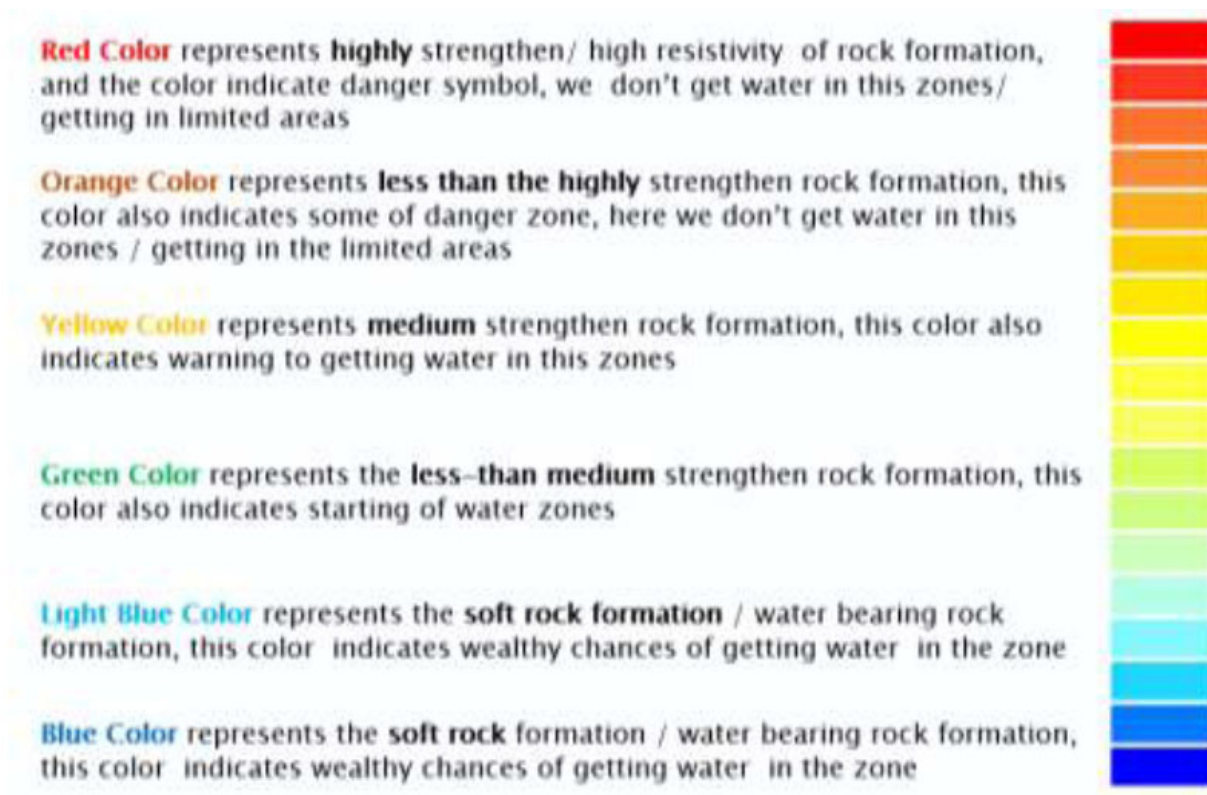 Red Color represents highly strengthen/ high resistivity of rock formation,
and the color indicate danger symbol, we don't get water in this zones/
getting in limited areas
Orange Color represents less than the highly strengthen rock formation, this
color also indicates some of danger zone, here we don't get water in this
zones / getting in the limited areas
Yellow Color represents medium strengthen rock formation, this color also
indicates warning to getting water in this zones
Green Color represents the less-than medium strengthen rock formation, this
color also indicates starting of water zones
Light Blue Color represents the soft rock formation / water bearing rock
formation, this color indicates wealthy chances of getting water in the zone
Blue Color represents the soft rock formation / water bearing rock formation,
this color indicates wealthy chances of getting water in the zone